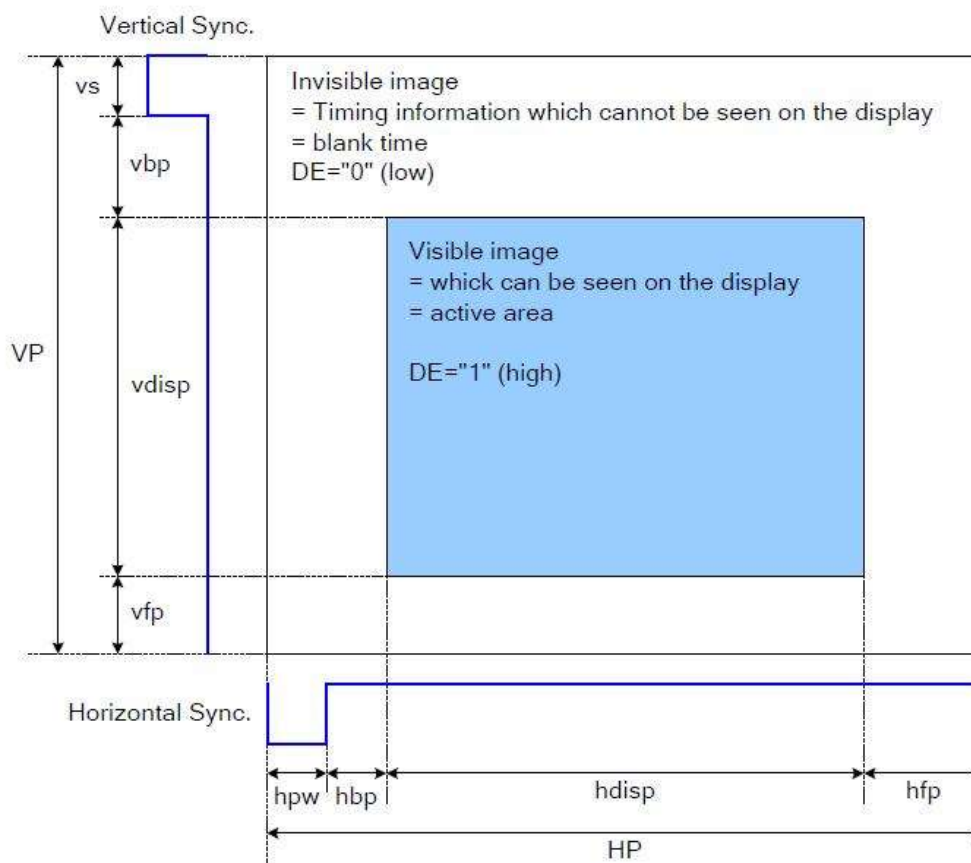 Vertical Sync.
vs
Invisible image
= Timing information which cannot be seen on the display
= blank time
DE="0" (low)
vbp
Visible image
= whick can be seen on the display
= active area
DE="1" (high)
VP
vdisp
vfp
Horizontal Sync.
hpw
hbp
hdisp
hfp
HP